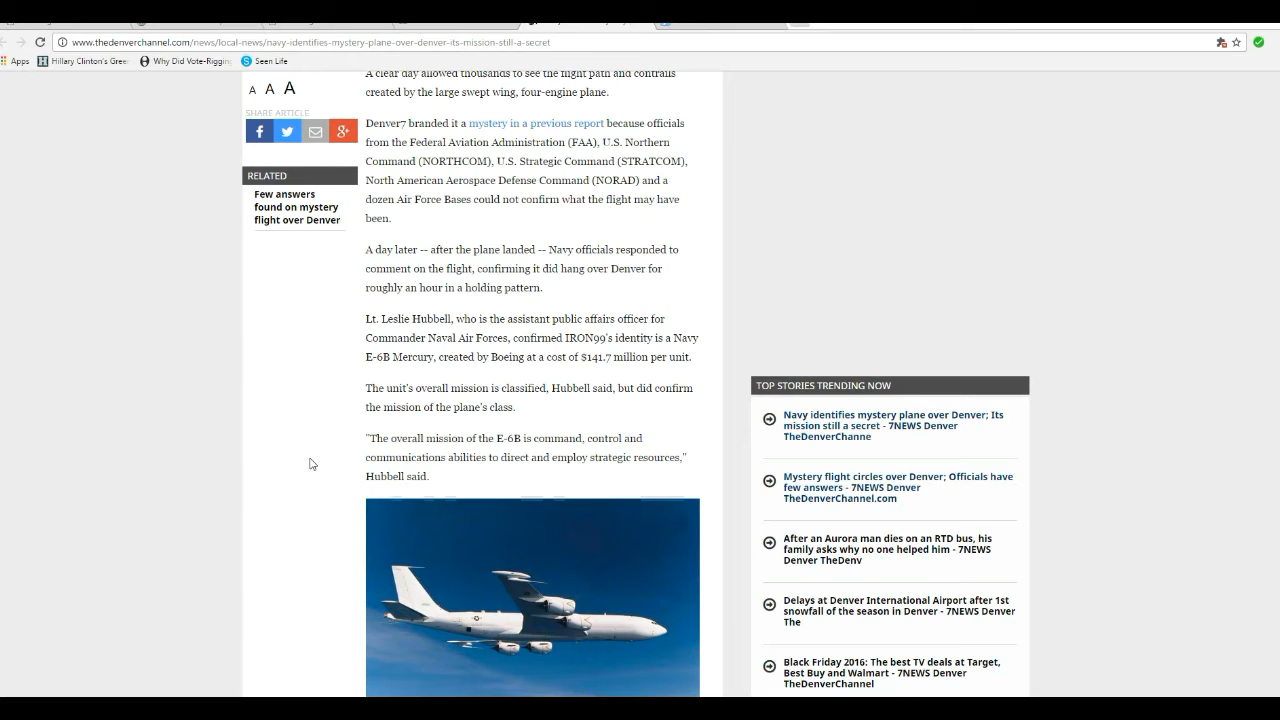 www.thedenverchannel.com/news/local-news/navy-identifies-mystery-plane-over-denver-its-mission-still-a-secret
Apps
Hillary Clinton's Gree
Why Did Vote-Rigging
Seen Life
A A A
SHARE ARTICLE
RELATED
Few answers
found on mystery
flight over Denver
A clear day allowed thousands to see the flight path and contrails
created by the large swept wing, four-engine plane.
Denver7 branded it a mystery in a previous report because officials
from the Federal Aviation Administration (FAA), U.S. Northern
Command (NORTHCOM), U.S. Strategic Command (STRATCOM),
North American Aerospace Defense Command (NORAD) and a
dozen Air Force Bases could not confirm what the flight may have
been.
A day later -- after the plane landed -- Navy officials responded to
comment on the flight, confirming it did hang over Denver for
roughly an hour in a holding pattern.
Lt. Leslie Hubbell, who is the assistant public affairs officer for
Commander Naval Air Forces, confirmed IRON99's identity is a Navy
E-6B Mercury, created by Boeing at a cost of $141.7 million per unit.
The unit's overall mission is classified, Hubbell said, but did confirm
the mission of the plane's class.
"The overall mission of the E-6B is command, control and
communications abilities to direct and employ strategic resources,"
Hubbell said.
TOP STORIES TRENDING NOW
Navy identifies mystery plane over Denver; Its
mission still a secret - 7NEWS Denver
TheDenverChanne
Mystery flight circles over Denver; Officials have
few answers - 7NEWS Denver
TheDenverChannel.com
After an Aurora man dies on an RTD bus, his
family asks why no one helped him - 7NEWS
Denver TheDenv
Delays at Denver International Airport after 1st
snowfall of the season in Denver - 7NEWS Denver
The
Black Friday 2016: The best TV deals at Target,
Best Buy and Walmart - 7NEWS Denver
TheDenverChannel